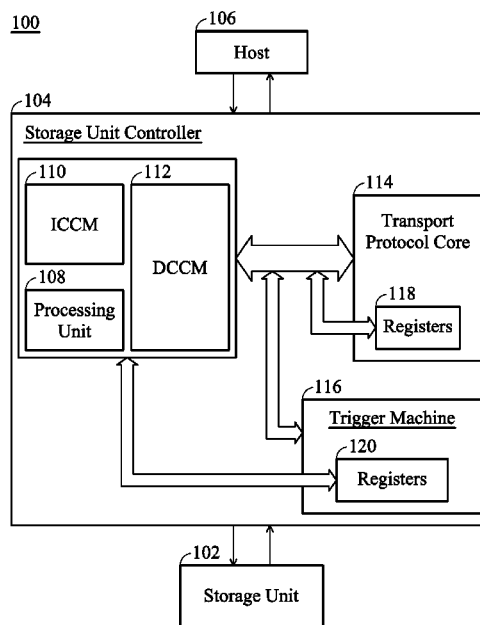 100
106
Host
104
Storage Unit Controller
110
112
ICCM
DCCM
108
Processing
Unit
114
Transport
Protocol Core
118
Registers
116
Trigger Machine
120
Registers
102
Storage Unit